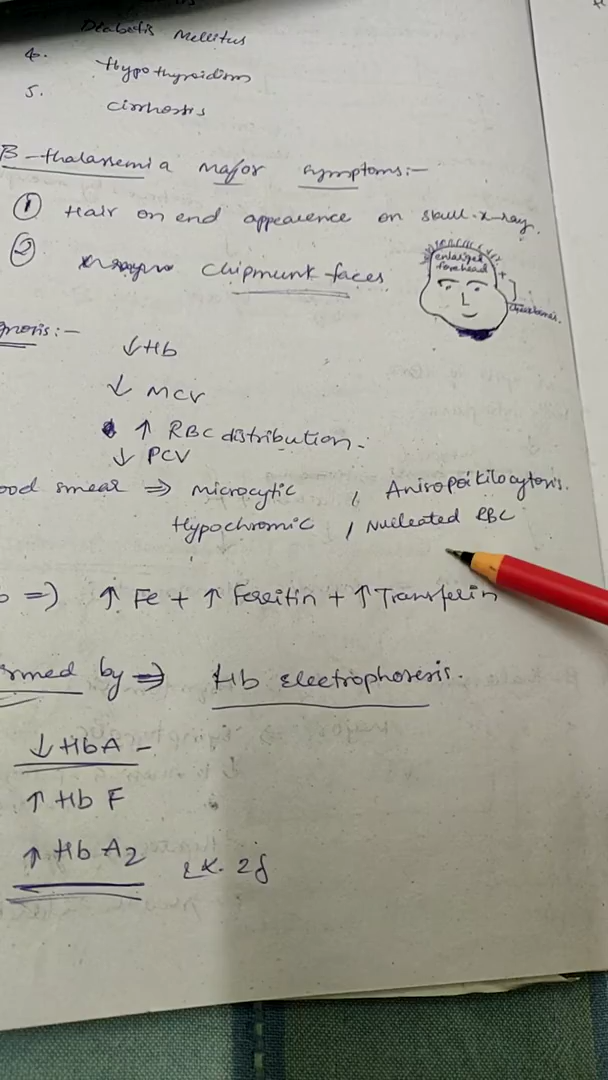 Diabetis Mellitus
4. Hypothyroidism
5. cirrhosis
B-thalassemia major symptoms:-
① Hair on end appearence on skull-x-ray.
② chipmunk faces
enlarged
forehead
gnosis:- ↓Hb
↓ MCV
↑ RBC distribution-
↓ PCV
ood smear ⇒ Microcytic , Anisopoikilocytosis.
Hypochromic , Nucleated RBC
=) ↑ Fe + ↑ Ferritin + ↑ Transferin
rmed by ⇒ Hb electrophoresis.
↓ HbA -
↑ Hb F
↑ Hb A2